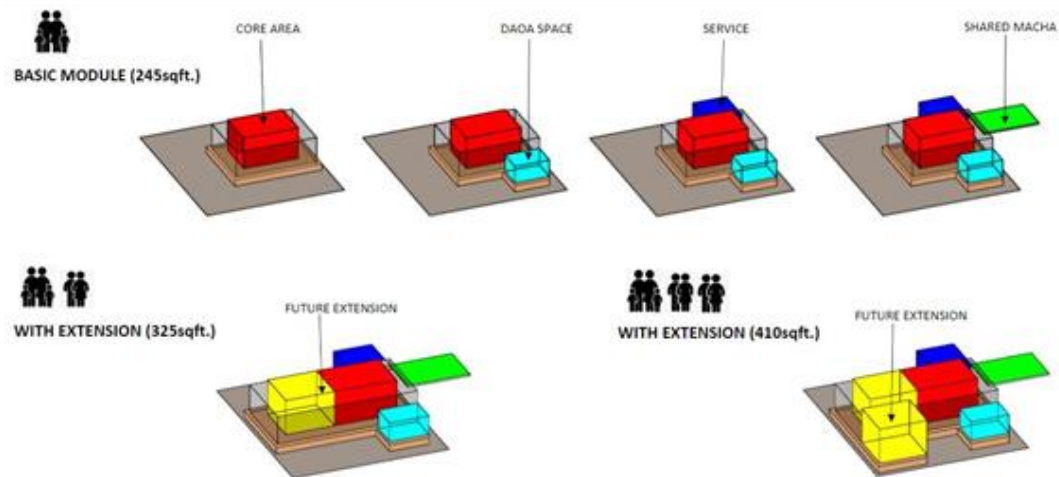 CORE AREA
DAOA SPACE
SERVICE
SHARED MACHA
BASIC MODULE (245sqft.)
FUTURE EXTENSION
WITH EXTENSION (325sqft.)
FUTURE EXTENSION
WITH EXTENSION (410sqft.)